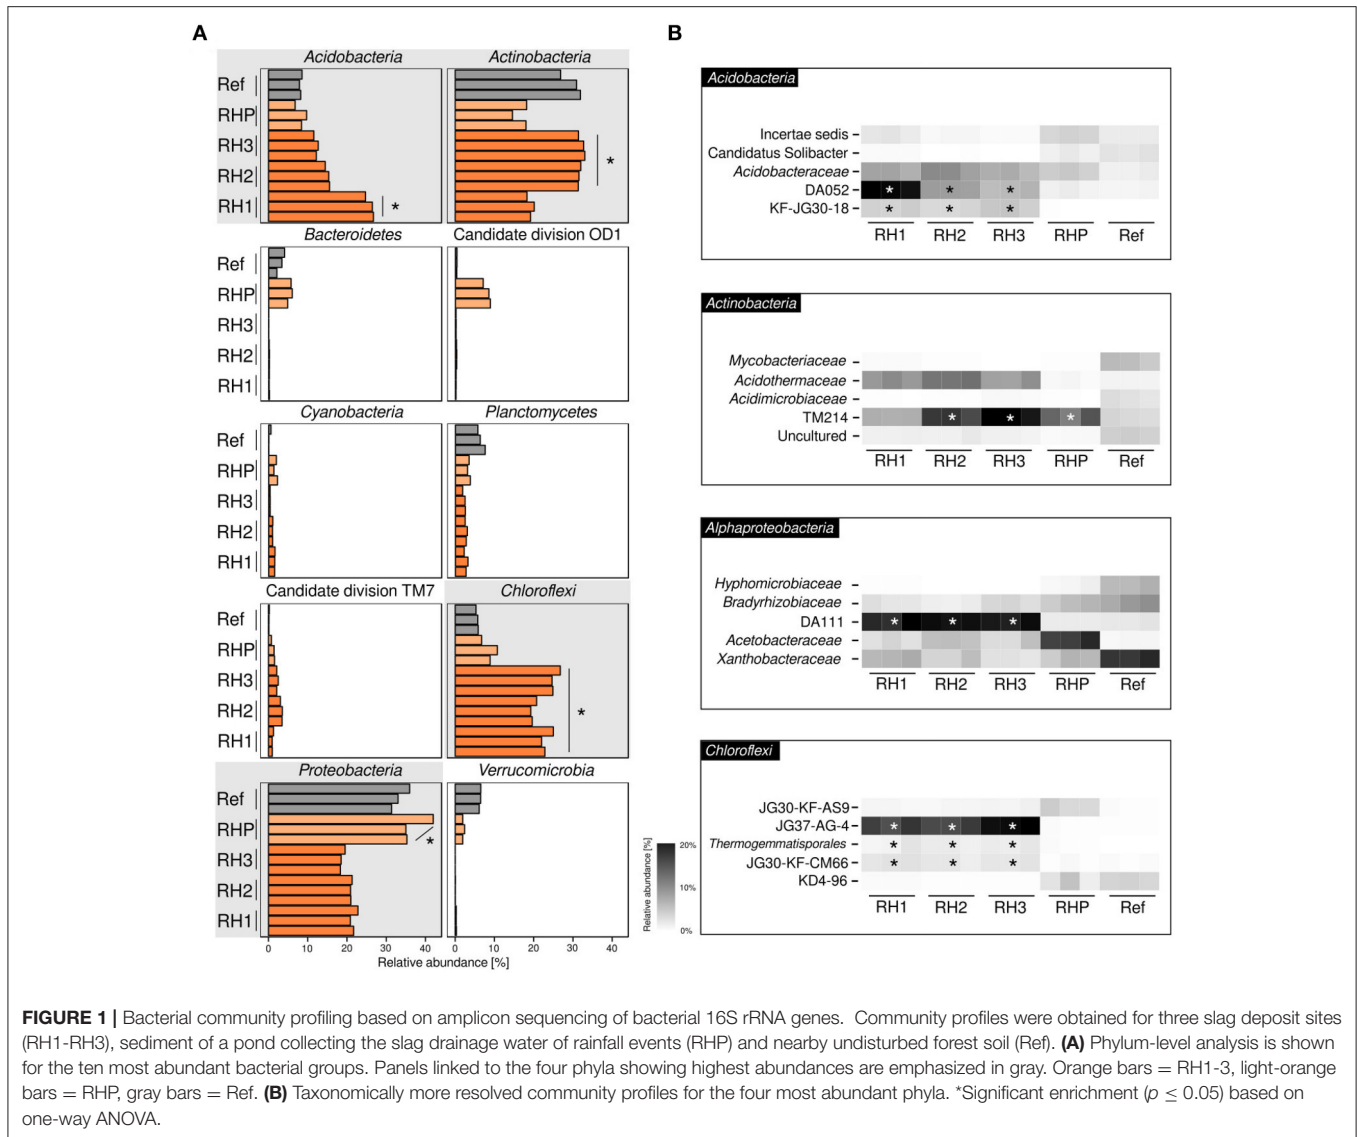 A
Acidobacteria
Actinobacteria
Ref
RHP
RH3
*
RH2
RH1
*
Bacteroidetes
Candidate division OD1
Ref
RHP
RH3
RH2
RH1
Cyanobacteria
Planctomycetes
Ref
RHP
RH3
RH2
RH1
Candidate division TM7
Chloroflexi
Ref
RHP
RH3
RH2
*
RH1
Proteobacteria
Verrucomicrobia
Ref
RHP
*
RH3
RH2
RH1
0 10 20 30 40 0 10 20 30 40
Relative abundance [%]
Relative abundance [%]
20%
10%
0%
B
Acidobacteria
Incertae sedis
Candidatus Solibacter
Acidobacteraceae
DA052 * * *
KF-JG30-18 * * *
RH1 RH2 RH3 RHP Ref
Actinobacteria
Mycobacteriaceae
Acidothermaceae
Acidimicrobiaceae
TM214 * * *
Uncultured
RH1 RH2 RH3 RHP Ref
Alphaproteobacteria
Hyphomicrobiaceae
Bradyrhizobiaceae
DA111 * * *
Acetobacteraceae
Xanthobacteraceae
RH1 RH2 RH3 RHP Ref
Chloroflexi
JG30-KF-AS9
JG37-AG-4 * * *
Thermogemmatisporales * * *
JG30-KF-CM66 * * *
KD4-96
RH1 RH2 RH3 RHP Ref
FIGURE 1 | Bacterial community profiling based on amplicon sequencing of bacterial 16S rRNA genes. Community profiles were obtained for three slag deposit sites
(RH1-RH3), sediment of a pond collecting the slag drainage water of rainfall events (RHP) and nearby undisturbed forest soil (Ref). (A) Phylum-level analysis is shown
for the ten most abundant bacterial groups. Panels linked to the four phyla showing highest abundances are emphasized in gray. Orange bars = RH1-3, light-orange
bars = RHP, gray bars = Ref. (B) Taxonomically more resolved community profiles for the four most abundant phyla. *Significant enrichment (p ≤ 0.05) based on
one-way ANOVA.